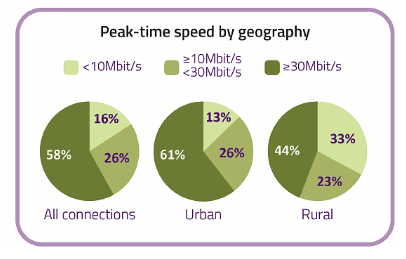 Peak-time speed by geography
<10Mbit/s
≥10Mbit/s
<30Mbit/s
≥30Mbit/s
16%
58%
26%
13%
61%
26%
33%
44%
23%
All connections
Urban
Rural